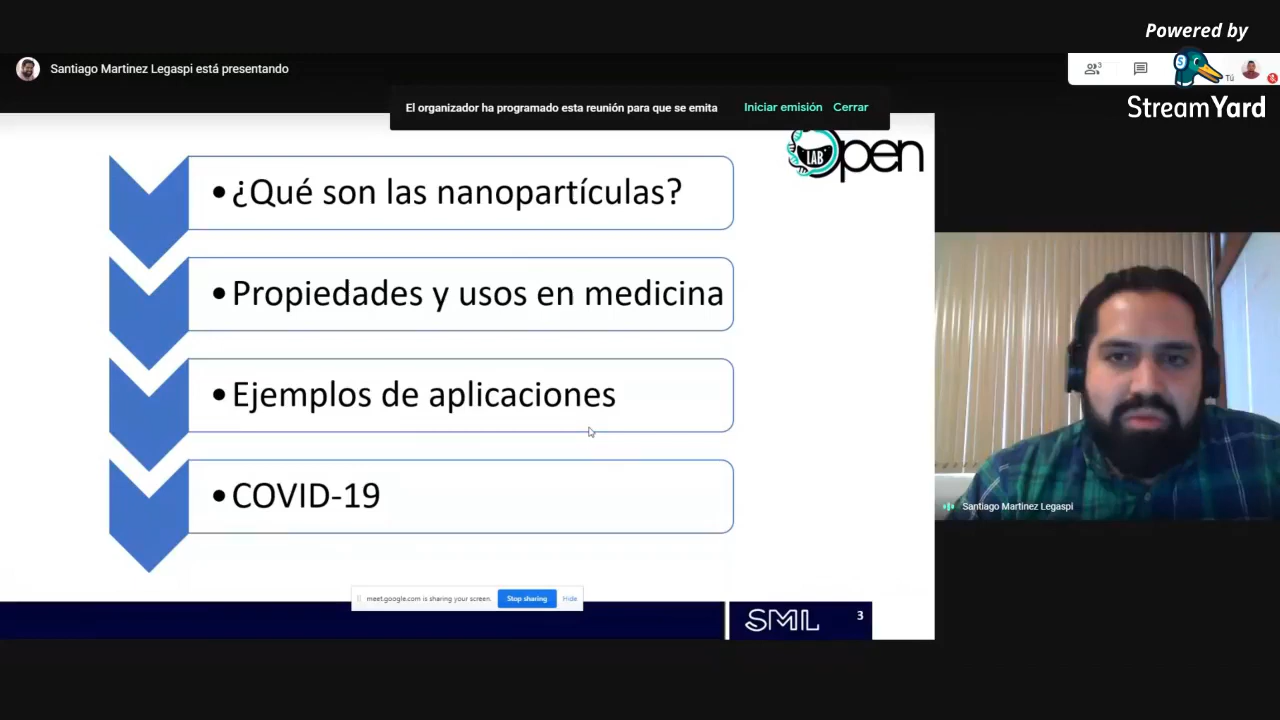 Powered by
StreamYard
Santiago Martinez Legaspi está presentando
3
Tú
El organizador ha programado esta reunión para que se emita
Iniciar emisión
Cerrar
LAB
Open
•¿Qué son las nanopartículas?
•Propiedades y usos en medicina
•Ejemplos de aplicaciones
•COVID-19
Santiago Martinez Legaspi
meet.google.com is sharing your screen.
Stop sharing
Hide
SML
3